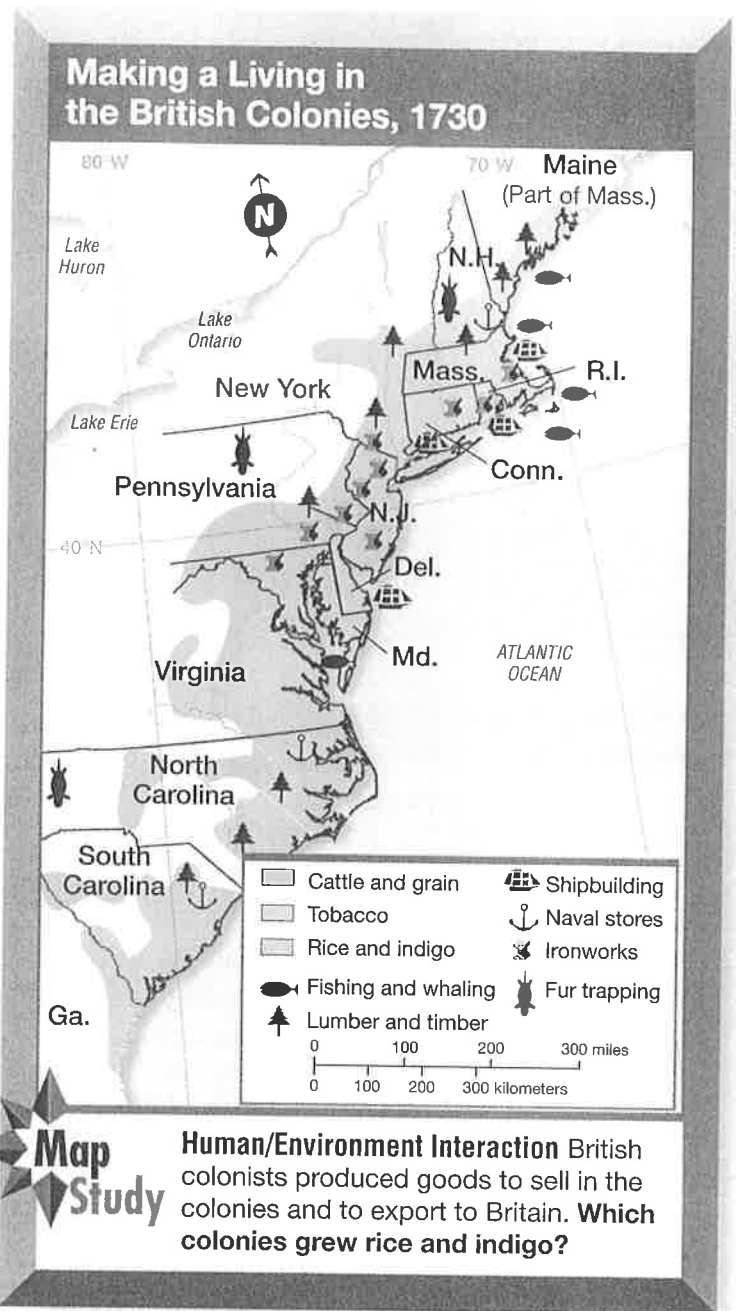 Making a Living in
the British Colonies, 1730
80 W
70 W
Maine
(Part of Mass.)
N
Lake
Huron
N.H.
Lake
Ontario
Mass.
R.I.
New York
Lake Erie
Conn.
Pennsylvania
N.J.
40 N
Del.
Md.
ATLANTIC
OCEAN
Virginia
North
Carolina
South
Carolina
Ga.
Cattle and grain
Tobacco
Rice and indigo
Fishing and whaling
Lumber and timber
Shipbuilding
Naval stores
Ironworks
Fur trapping
0 100 200 300 miles
0 100 200 300 kilometers
Map
Study
Human/Environment Interaction British
colonists produced goods to sell in the
colonies and to export to Britain. Which
colonies grew rice and indigo?